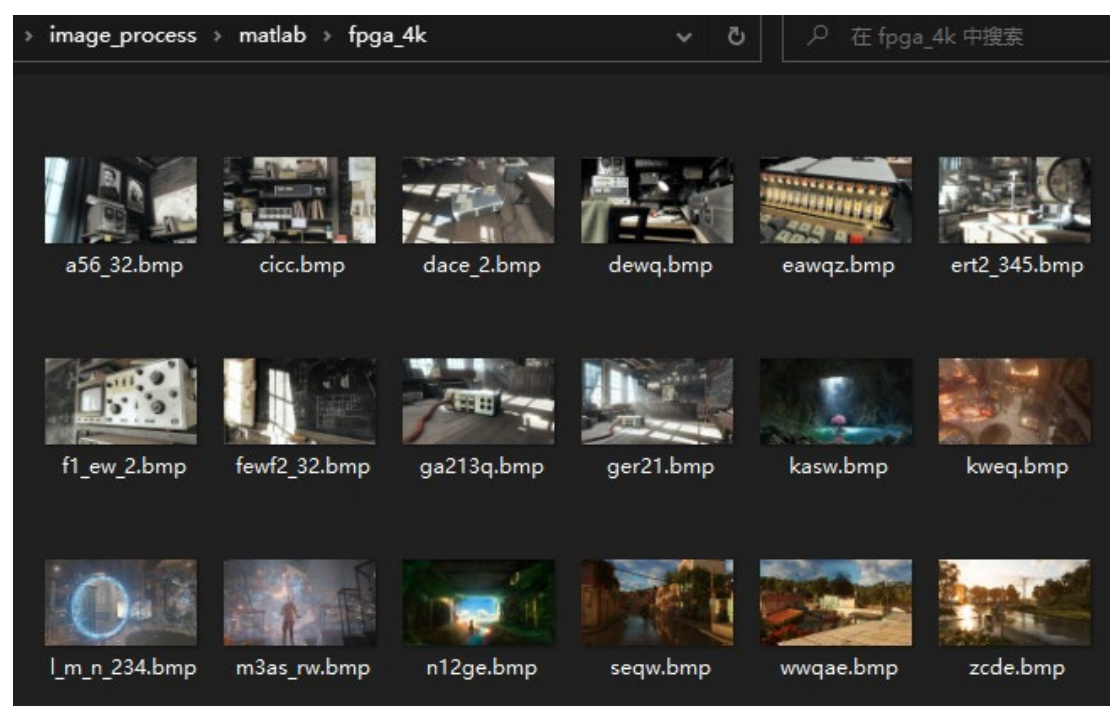 image_process › matlab › fpga_4k
在 fpga_4k 中搜索
a56_32.bmp
cicc.bmp
dace_2.bmp
dewq.bmp
eawqz.bmp
ert2_345.bmp
f1_ew_2.bmp
fewf2_32.bmp
ga213q.bmp
ger21.bmp
kasw.bmp
kweq.bmp
l_m_n_234.bmp
m3as_rw.bmp
n12ge.bmp
seqw.bmp
wwqae.bmp
zcde.bmp